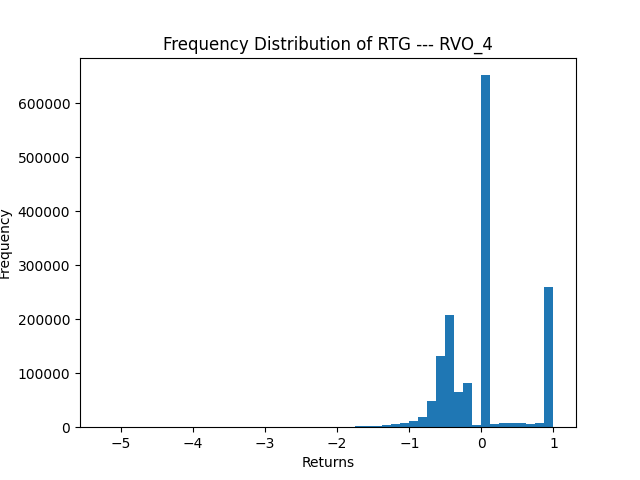 Frequency Distribution of RTG --- RVO_4
Frequency
600000
500000
400000
300000
200000
100000
0
−5 −4 −3 −2 −1 0 1
Returns